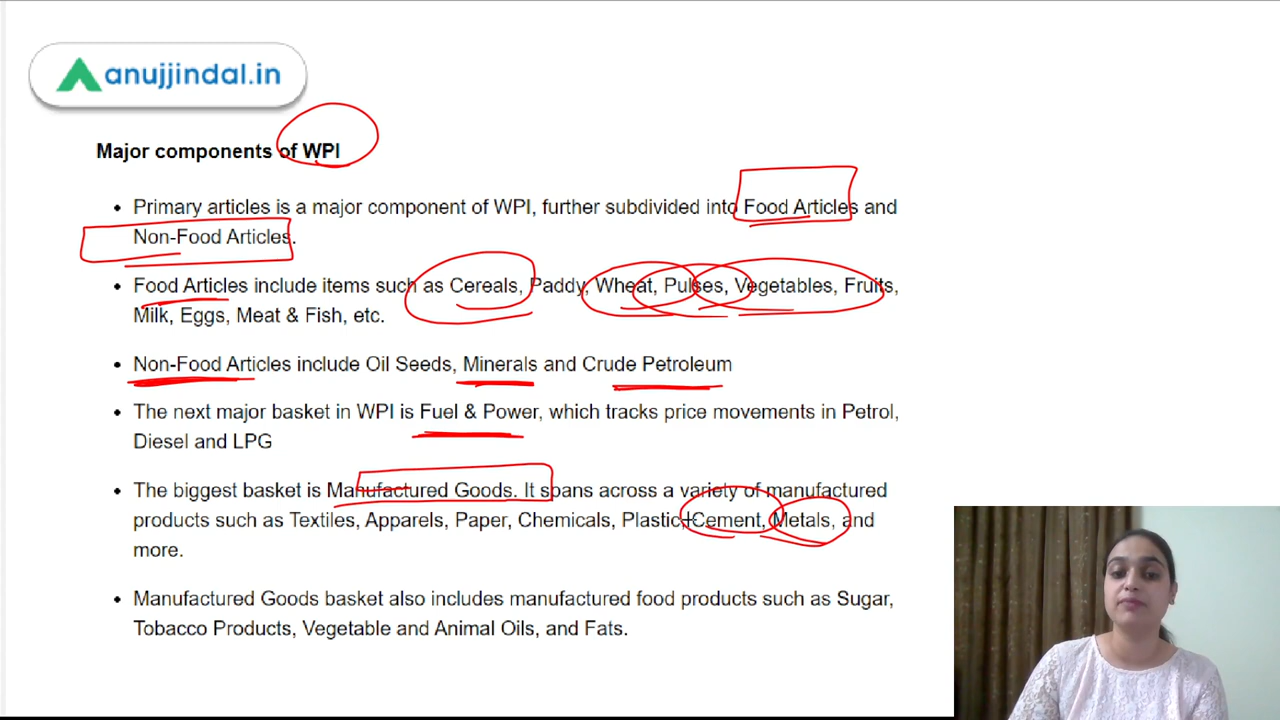 anujjindal.in
Major components of WPI
• Primary articles is a major component of WPI, further subdivided into Food Articles and
Non-Food Articles.
• Food Articles include items such as Cereals, Paddy, Wheat, Pulses, Vegetables, Fruits,
Milk, Eggs, Meat & Fish, etc.
• Non-Food Articles include Oil Seeds, Minerals and Crude Petroleum
• The next major basket in WPI is Fuel & Power, which tracks price movements in Petrol,
Diesel and LPG
• The biggest basket is Manufactured Goods. It spans across a variety of manufactured
products such as Textiles, Apparels, Paper, Chemicals, Plastic, Cement, Metals, and
more.
• Manufactured Goods basket also includes manufactured food products such as Sugar,
Tobacco Products, Vegetable and Animal Oils, and Fats.